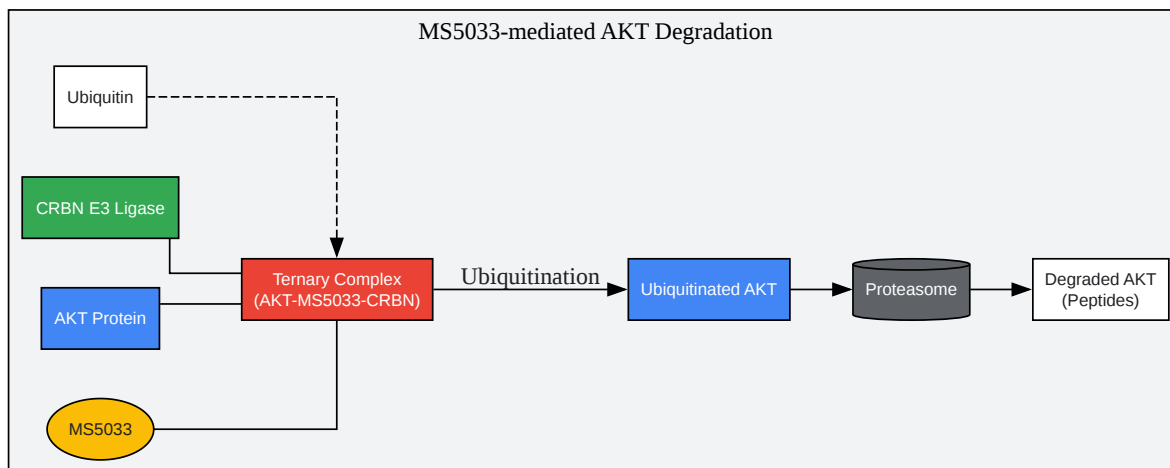 MS5033-mediated AKT Degradation
Ubiquitin
CRBN E3 Ligase
AKT Protein
MS5033
Ternary Complex
(AKT-MS5033-CRBN)
Ubiquitination
Ubiquitinated AKT
Proteasome
Degraded AKT
(Peptides)